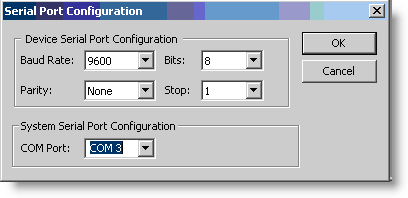 Serial Port Configuration
Device Serial Port Configuration
Baud Rate: 9600 Bits: 8
Parity: None Stop: 1
System Serial Port Configuration
COM Port: COM 3
OK
Cancel